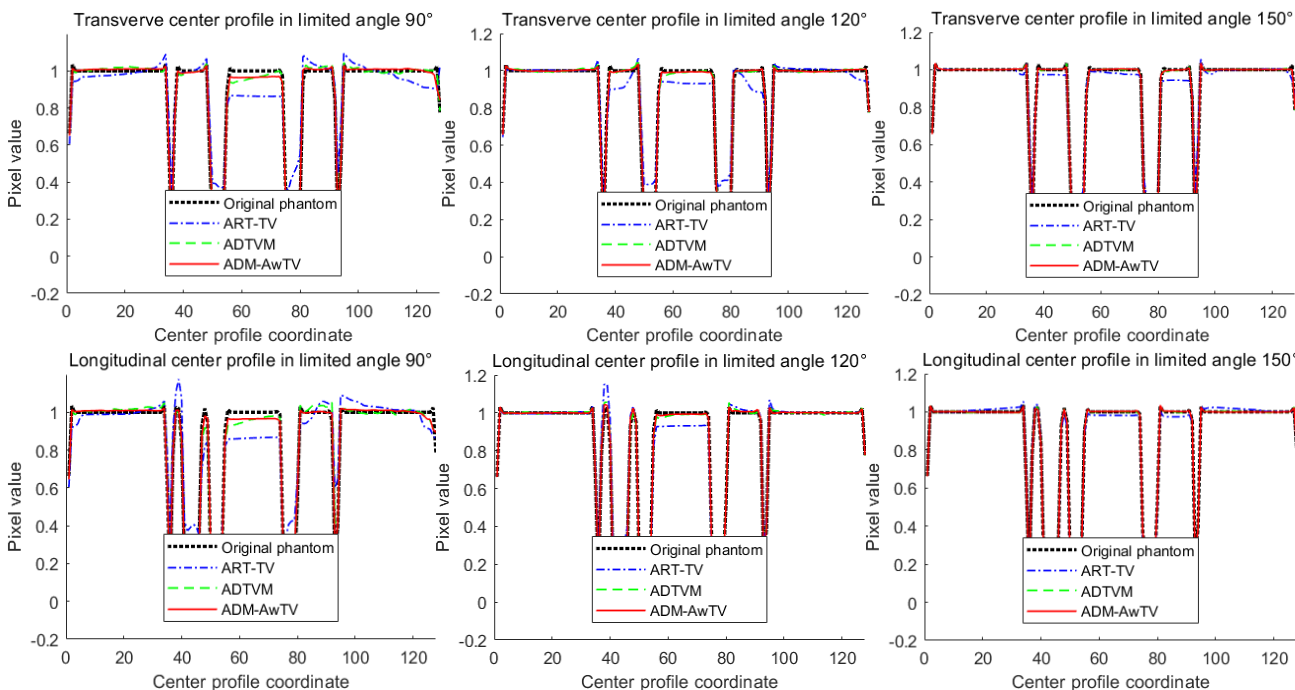 Transverve center profile in limited angle 90°
1.2
1
0.8
0.6
0.4
0.2
0
-0.2
Pixel value
Original phantom
ART-TV
ADTVM
ADM-AwTV
0 20 40 60 80 100 120
Center profile coordinate
Transverve center profile in limited angle 120°
1.2
1
0.8
0.6
0.4
0.2
0
-0.2
Pixel value
Original phantom
ART-TV
ADTVM
ADM-AwTV
0 20 40 60 80 100 120
Center profile coordinate
Transverve center profile in limited angle 150°
1.2
1
0.8
0.6
0.4
0.2
0
-0.2
Pixel value
Original phantom
ART-TV
ADTVM
ADM-AwTV
0 20 40 60 80 100 120
Center profile coordinate
Longitudinal center profile in limited angle 90°
1.2
1
0.8
0.6
0.4
0.2
0
-0.2
Pixel value
Original phantom
ART-TV
ADTVM
ADM-AwTV
0 20 40 60 80 100 120
Center profile coordinate
Longitudinal center profile in limited angle 120°
1.2
1
0.8
0.6
0.4
0.2
0
-0.2
Pixel value
Original phantom
ART-TV
ADTVM
ADM-AwTV
0 20 40 60 80 100 120
Center profile coordinate
Longitudinal center profile in limited angle 150°
1.2
1
0.8
0.6
0.4
0.2
0
-0.2
Pixel value
Original phantom
ART-TV
ADTVM
ADM-AwTV
0 20 40 60 80 100 120
Center profile coordinate